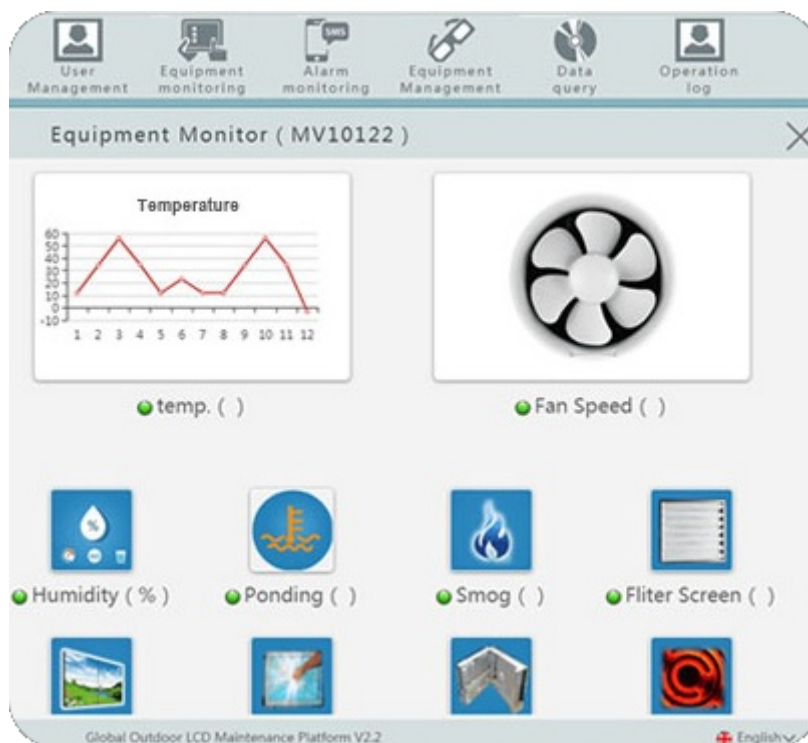 SMS
User Management
Equipment monitoring
Alarm monitoring
Equipment Management
Data query
Operation log
Equipment Monitor ( MV10122 )
Temperature
60
50
40
30
20
10
0
-10
1 2 3 4 5 6 7 8 9 10 11 12
temp. ( )
Fan Speed ( )
%
Humidity ( % )
Ponding ( )
Smog ( )
Fliter Screen ( )
Global Outdoor LCD Maintenance Platform V2.2
English